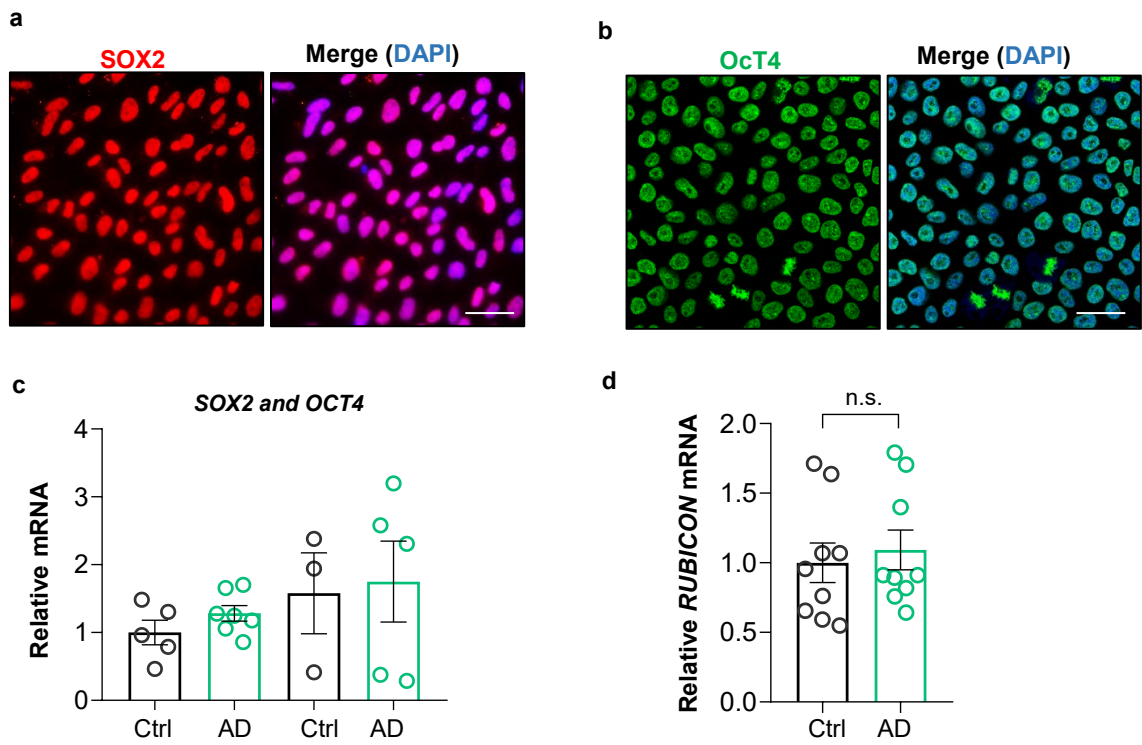 a
SOX2
Merge (DAPI)
b
OcT4
Merge (DAPI)
c
SOX2 and OCT4
Relative mRNA
4
3
2
1
0
Ctrl
AD
Ctrl
AD
d
n.s.
Relative RUBICON mRNA
2.0
1.5
1.0
0.5
0.0
Ctrl
AD